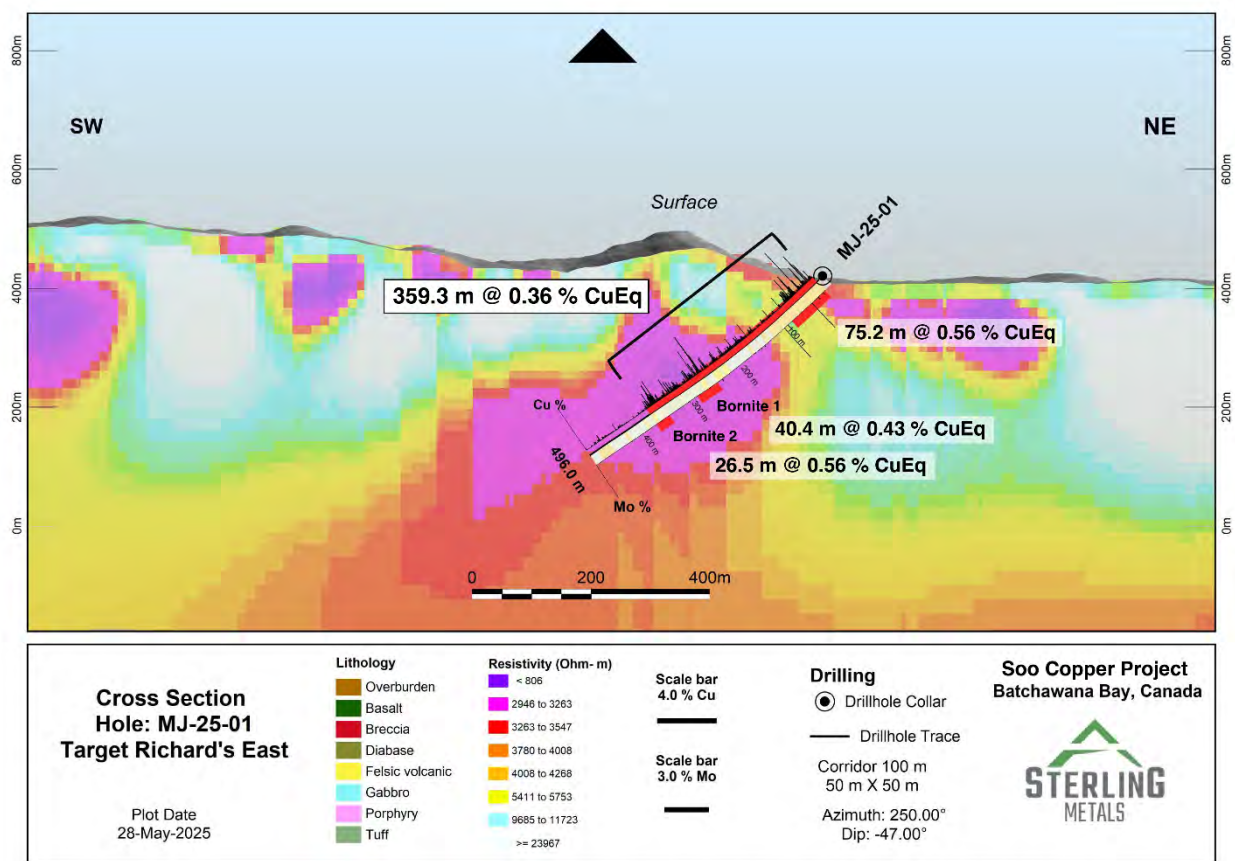 800m
800m
SW
NE
600m
600m
Surface
MJ-25-01
400m
400m
359.3 m @ 0.36 % CuEq
75.2 m @ 0.56 % CuEq
100 m
200 m
200m
200m
Cu %
Bornite 1
300 m
40.4 m @ 0.43 % CuEq
Bornite 2
400 m
26.5 m @ 0.56 % CuEq
496.0 m
Mo %
0m
0m
0 200 400m
Cross Section
Hole: MJ-25-01
Target Richard's East
Plot Date
28-May-2025
Lithology
Overburden
Basalt
Breccia
Diabase
Felsic volcanic
Gabbro
Porphyry
Tuff
Resistivity (Ohm- m)
< 806
2946 to 3263
3263 to 3547
3780 to 4008
4008 to 4268
5411 to 5753
9685 to 11723
>= 23967
Scale bar
4.0 % Cu
Scale bar
3.0 % Mo
Drilling
Drillhole Collar
Drillhole Trace
Corridor 100 m
50 m X 50 m
Azimuth: 250.00°
Dip: -47.00°
Soo Copper Project
Batchawana Bay, Canada
STERLING
METALS